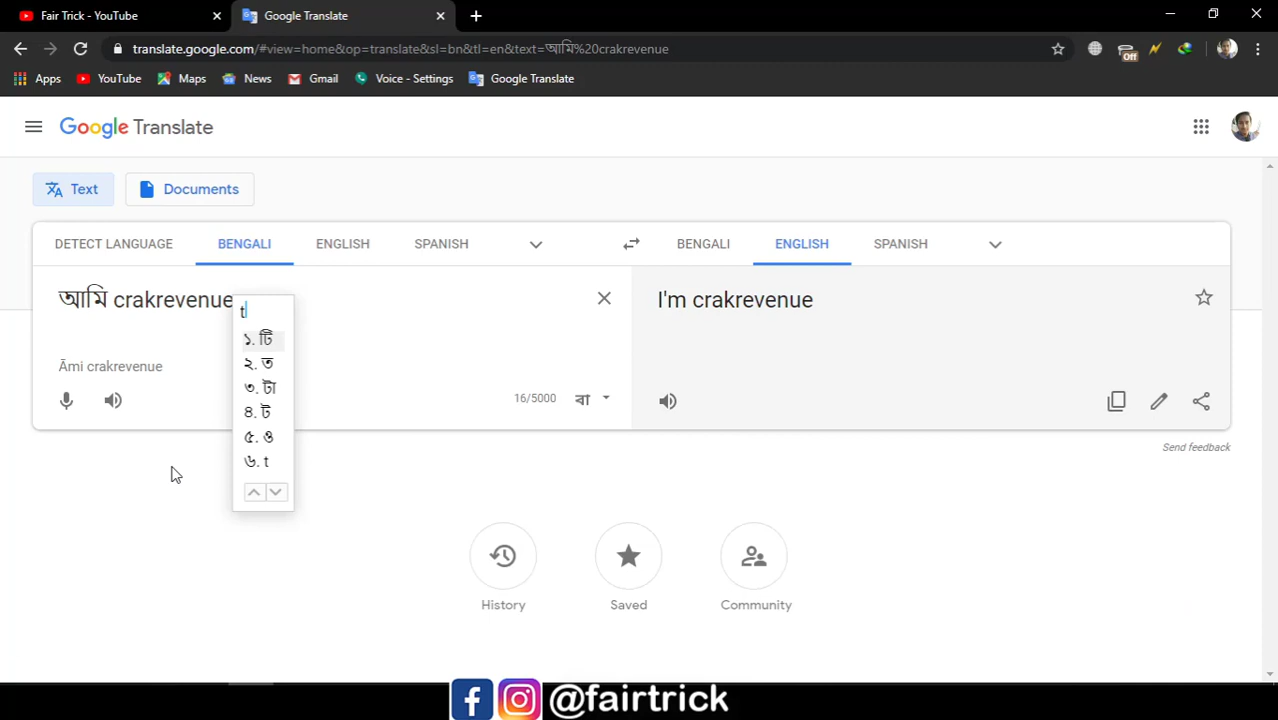 Fair Trick - YouTube
Google Translate
translate.google.com/#view=home&op=translate&sl=bn&tl=en&text=আমি%20crakrevenue
Off
Apps
YouTube
Maps
News
Gmail
Voice - Settings
Google Translate
Google Translate
Text
Documents
DETECT LANGUAGE
BENGALI
ENGLISH
SPANISH
BENGALI
ENGLISH
SPANISH
আমি crakrevenue
t
১. টি
২. ত
৩. টা
৪. ট
৫. ও
৬. t
Āmi crakrevenue
16/5000
বা
I'm crakrevenue
Send feedback
History
Saved
Community
@fairtrick